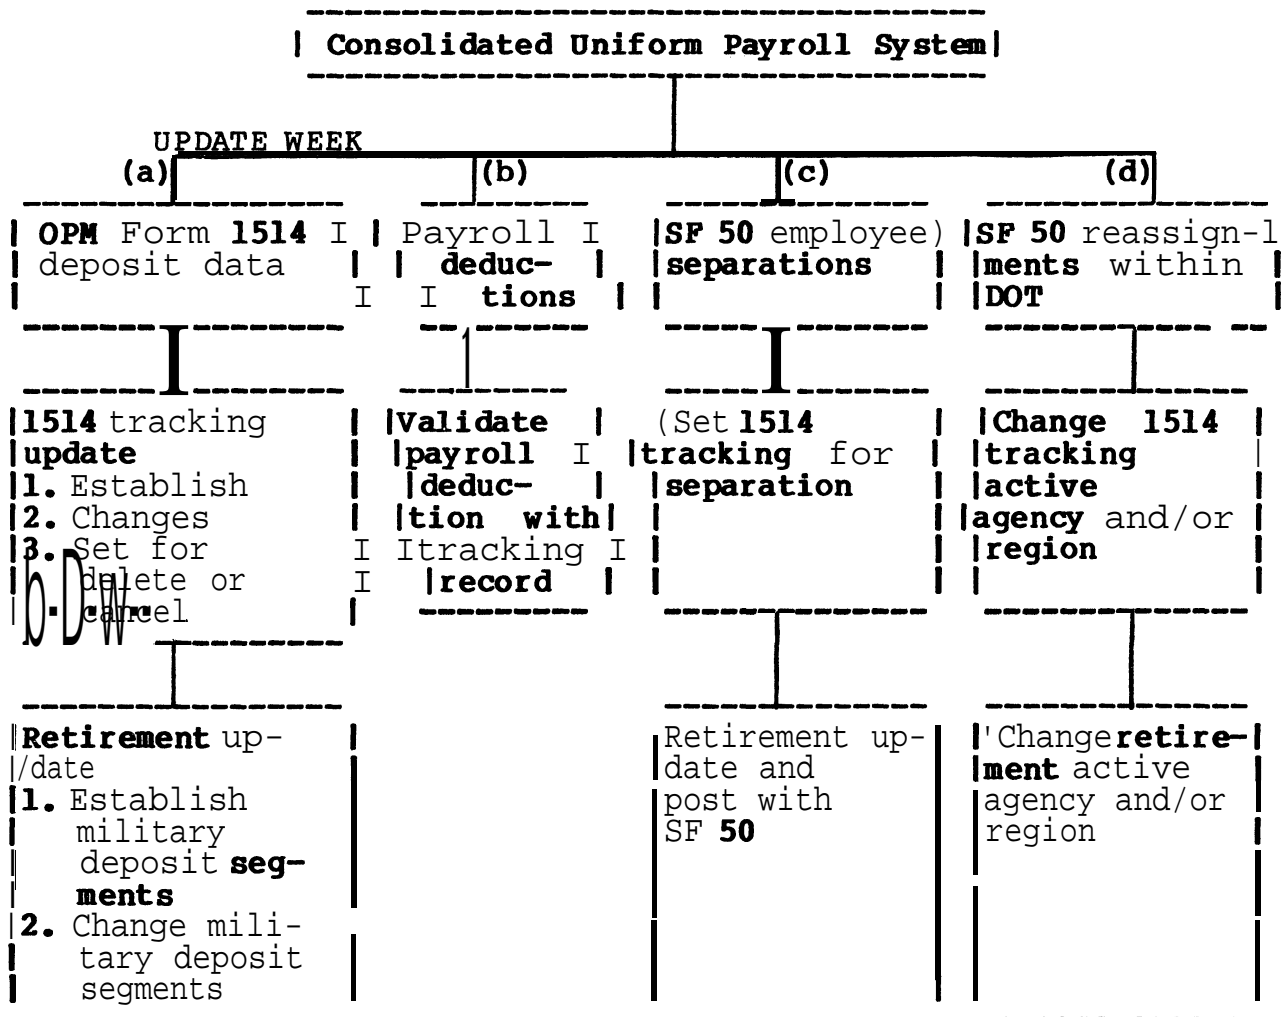 Consolidated Uniform Payroll System
UPDATE WEEK
(a)
(b)
(c)
(d)
OPM Form 1514
deposit data
Payroll
deduc-
tions
SF 50 employee)
separations
SF 50 reassign-
ments within
DOT
1514 tracking
update
1. Establish
2. Changes
3. Set for
delete or
cancel
Validate
payroll
deduc-
tion with
tracking
record
(Set 1514
tracking for
separation
Change 1514
tracking
active
agency and/or
region
Retirement up-
/date
1. Establish
military
deposit seg-
ments
2. Change mili-
tary deposit
segments
Retirement up-
date and
post with
SF 50
'Change retire-
ment active
agency and/or
region